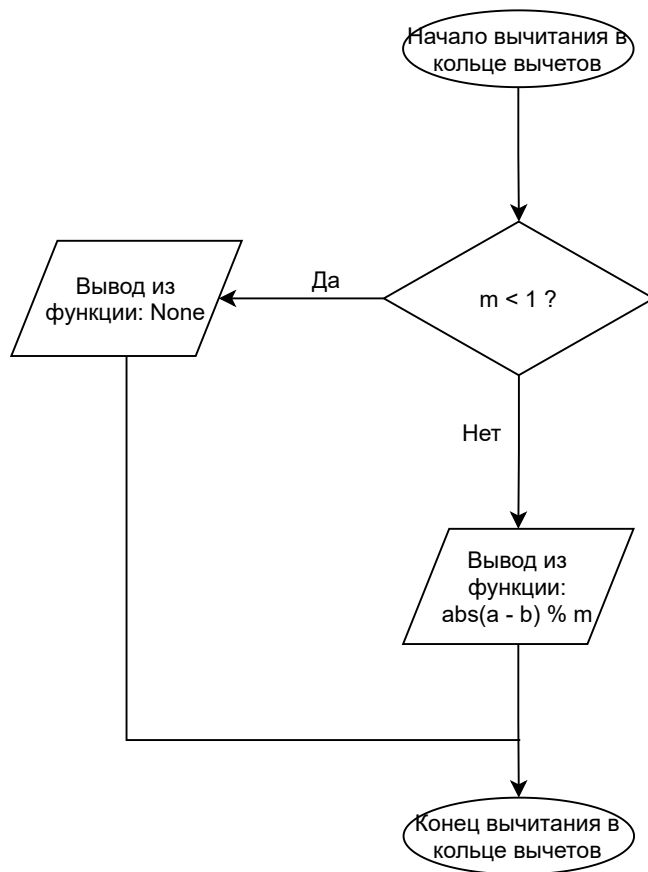 Начало вычитания в
кольце вычетов
m < 1 ?
Да
Вывод из
функции: None
Нет
Вывод из
функции:
abs(a - b) % m
Конец вычитания в
кольце вычетов